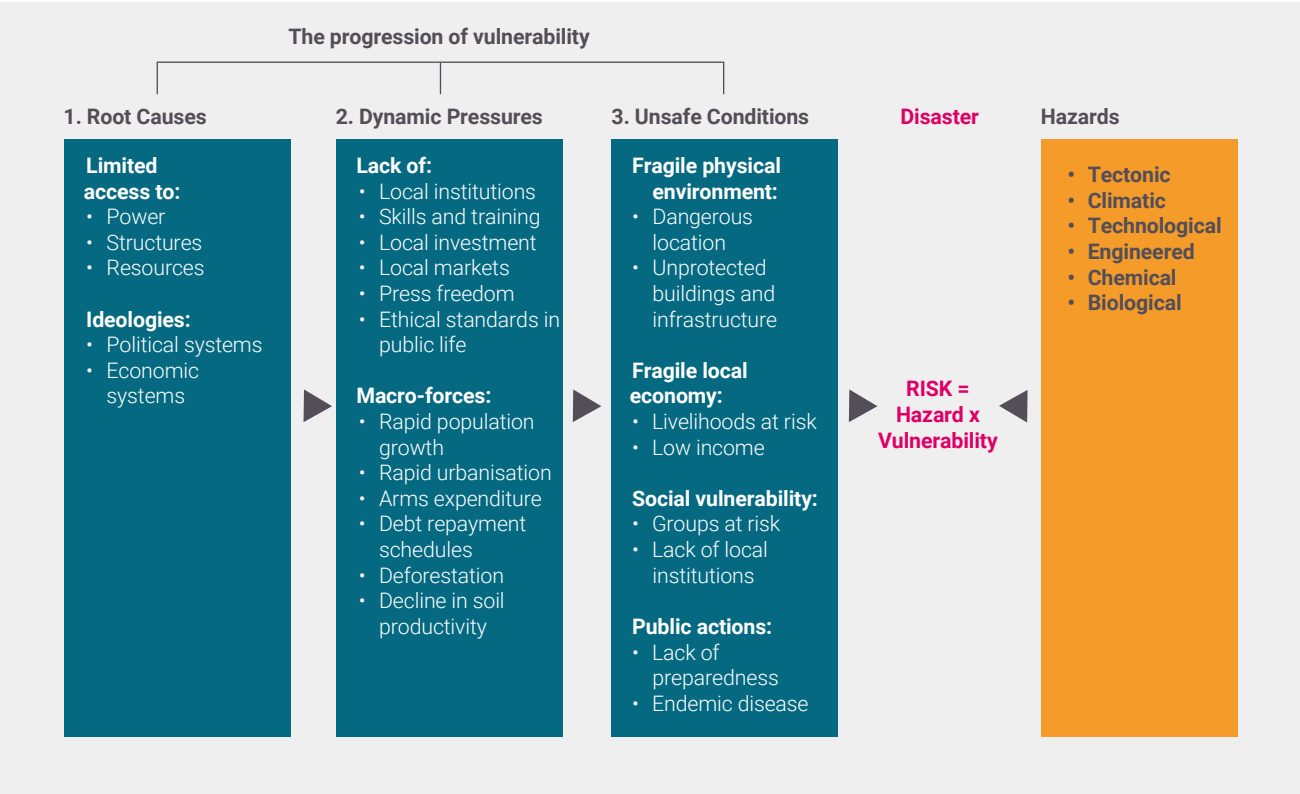 The progression of vulnerability
1. Root Causes
Limited
access to:
• Power
• Structures
• Resources
Ideologies:
• Political systems
• Economic
systems
2. Dynamic Pressures
Lack of:
• Local institutions
• Skills and training
• Local investment
• Local markets
• Press freedom
• Ethical standards in
public life
Macro-forces:
• Rapid population
growth
• Rapid urbanisation
• Arms expenditure
• Debt repayment
schedules
• Deforestation
• Decline in soil
productivity
3. Unsafe Conditions
Fragile physical
environment:
• Dangerous
location
• Unprotected
buildings and
infrastructure
Fragile local
economy:
• Livelihoods at risk
• Low income
Social vulnerability:
• Groups at risk
• Lack of local
institutions
Public actions:
• Lack of
preparedness
• Endemic disease
Disaster
RISK =
Hazard x
Vulnerability
Hazards
• Tectonic
• Climatic
• Technological
• Engineered
• Chemical
• Biological